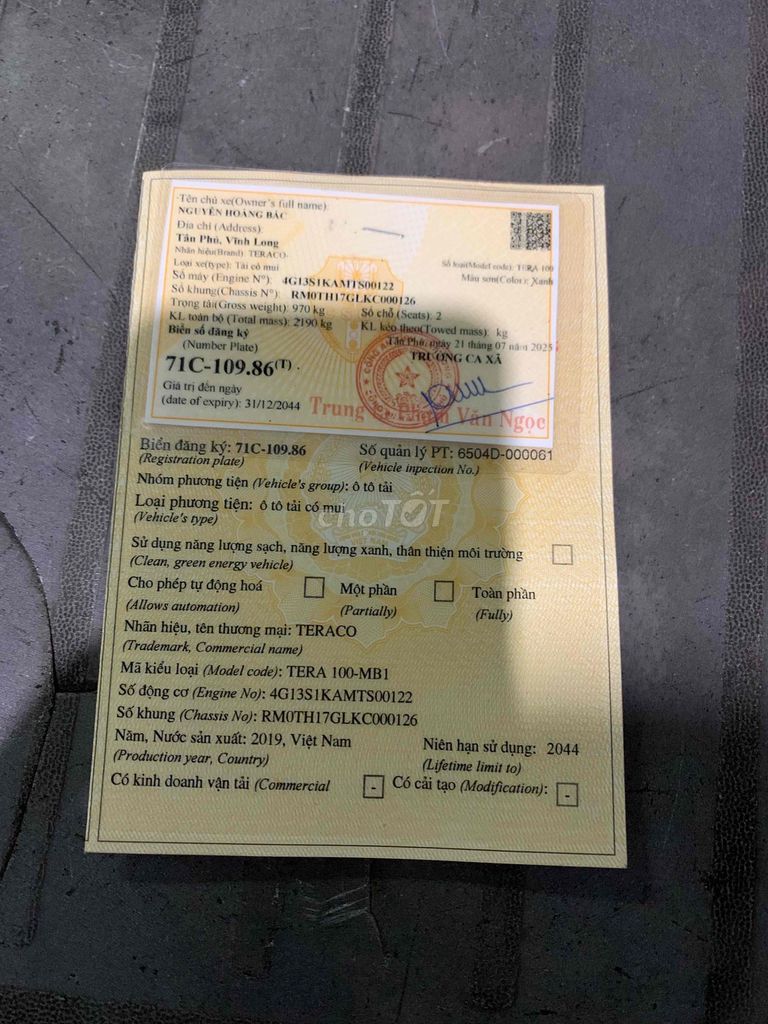 Tên chủ xe(Owner's full name):
NGUYỄN HOÀNG BẮC
Địa chỉ (Address):
Tân Phú, Vĩnh Long
Nhãn hiệu(Brand): TERACO
Số loại(Model code): TERA 100
Loại xe(type): Tải có mui
Màu sơn(Color): Xanh
Số máy (Engine N°): 4G13S1KAMTS00122
Số khung(Chassis N°): RM0TH17GLKC000126
Trọng tải(Gross weight): 970 kg
Số chỗ (Seats): 2
KL toàn bộ (Total mass): 2190 kg
KL kéo theo(Towed mass): kg
Biển số đăng ký
(Number Plate)
Tân Phú, ngày 21 tháng 07 năm 2025
TRƯỞNG CA XÃ
71C-109.86(T)
Giá trị đến ngày
(date of expiry): 31/12/2044
Trung Phạm Văn Ngọc
Biển đăng ký: 71C-109.86
(Registration plate)
Số quản lý PT: 6504D-000061
(Vehicle inspection No.)
Nhóm phương tiện (Vehicle's group): ô tô tải
Loại phương tiện: ô tô tải có mui
(Vehicle's type)
choTỐT
Sử dụng năng lượng sạch, năng lượng xanh, thân thiện môi trường
(Clean, green energy vehicle)
Cho phép tự động hoá
(Allows automation)
Một phần
(Partially)
Toàn phần
(Fully)
Nhãn hiệu, tên thương mại: TERACO
(Trademark, Commercial name)
Mã kiểu loại (Model code): TERA 100-MB1
Số động cơ (Engine No): 4G13S1KAMTS00122
Số khung (Chassis No): RM0TH17GLKC000126
Năm, Nước sản xuất: 2019, Việt Nam
(Production year, Country)
Niên hạn sử dụng: 2044
(Lifetime limit to)
Có kinh doanh vận tải (Commercial -
Có cải tạo (Modification): -